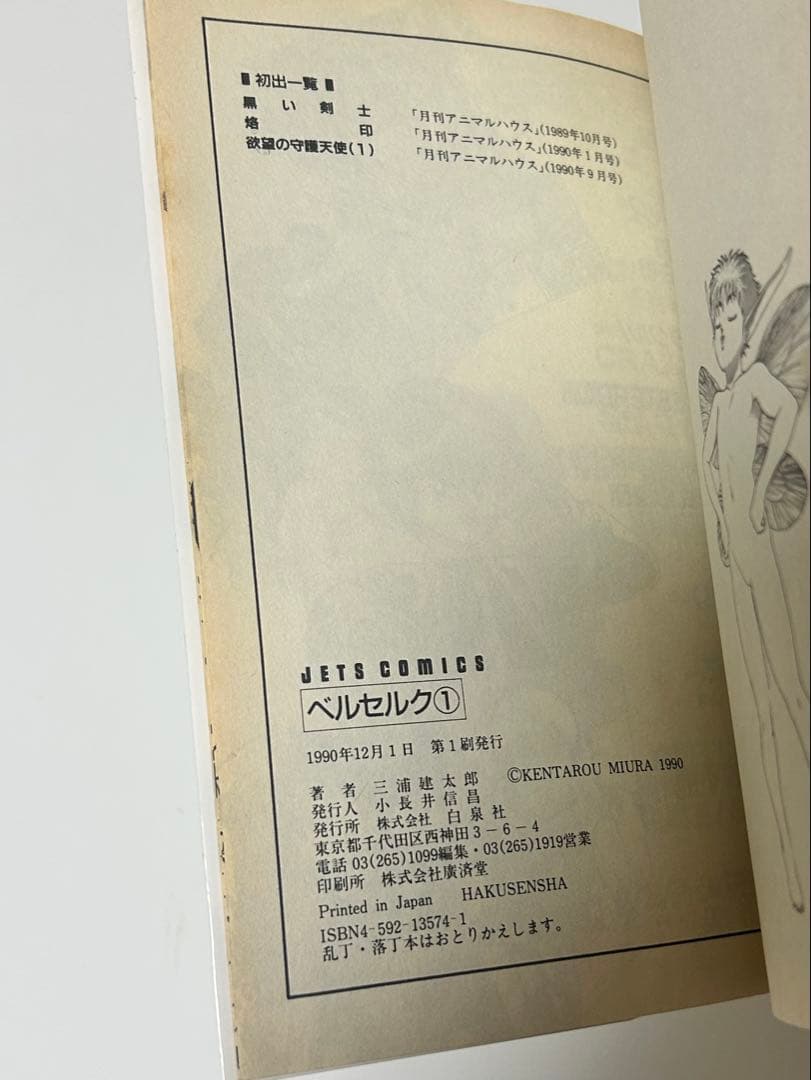 ■初出一覧■
黒い剣士 「月刊アニマルハウス」(1989年10月号)
烙印 「月刊アニマルハウス」(1990年1月号)
欲望の守護天使(1) 「月刊アニマルハウス」(1990年9月号)
JETS COMICS
ベルセルク①
1990年12月1日 第1刷発行
著者 三浦建太郎 ©KENTAROU MIURA 1990
発行人 小長井信昌
発行所 株式会社 白泉社
東京都千代田区西神田3-6-4
電話 03(265)1099編集・03(265)1919営業
印刷所 株式会社廣済堂
Printed in Japan HAKUSENSHA
ISBN4-592-13574-1
乱丁・落丁本はおとりかえします。